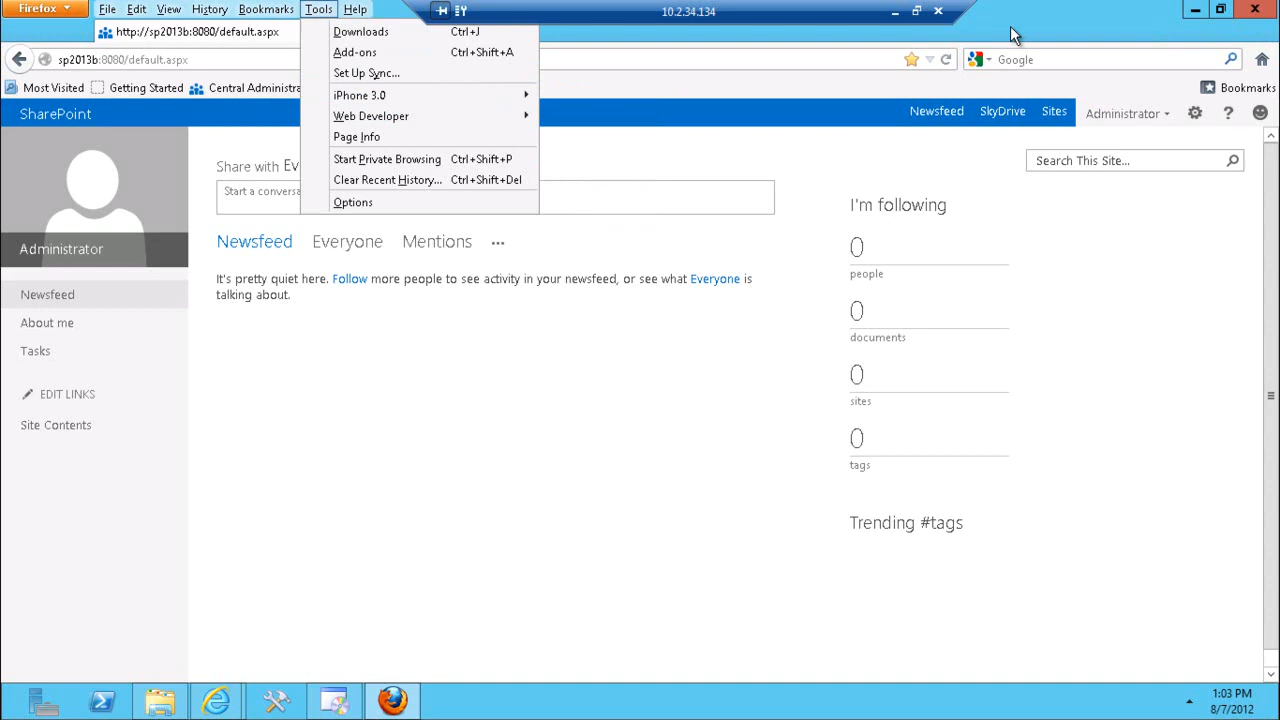 Firefox
File Edit View History Bookmarks Tools Help
10.2.34.134
http://sp2013b:8080/default.aspx
sp2013b:8080/default.aspx
Google
Most Visited Getting Started Central Administra
Bookmarks
Downloads Ctrl+J
Add-ons Ctrl+Shift+A
Set Up Sync...
iPhone 3.0
Web Developer
Page Info
Start Private Browsing Ctrl+Shift+P
Clear Recent History... Ctrl+Shift+Del
Options
SharePoint
Newsfeed SkyDrive Sites Administrator
Share with Ev
Search This Site...
Start a conversa
Administrator
Newsfeed
About me
Tasks
EDIT LINKS
Site Contents
Newsfeed Everyone Mentions ...
It's pretty quiet here. Follow more people to see activity in your newsfeed, or see what Everyone is
talking about.
I'm following
0
people
0
documents
0
sites
0
tags
Trending #tags
1:03 PM
8/7/2012